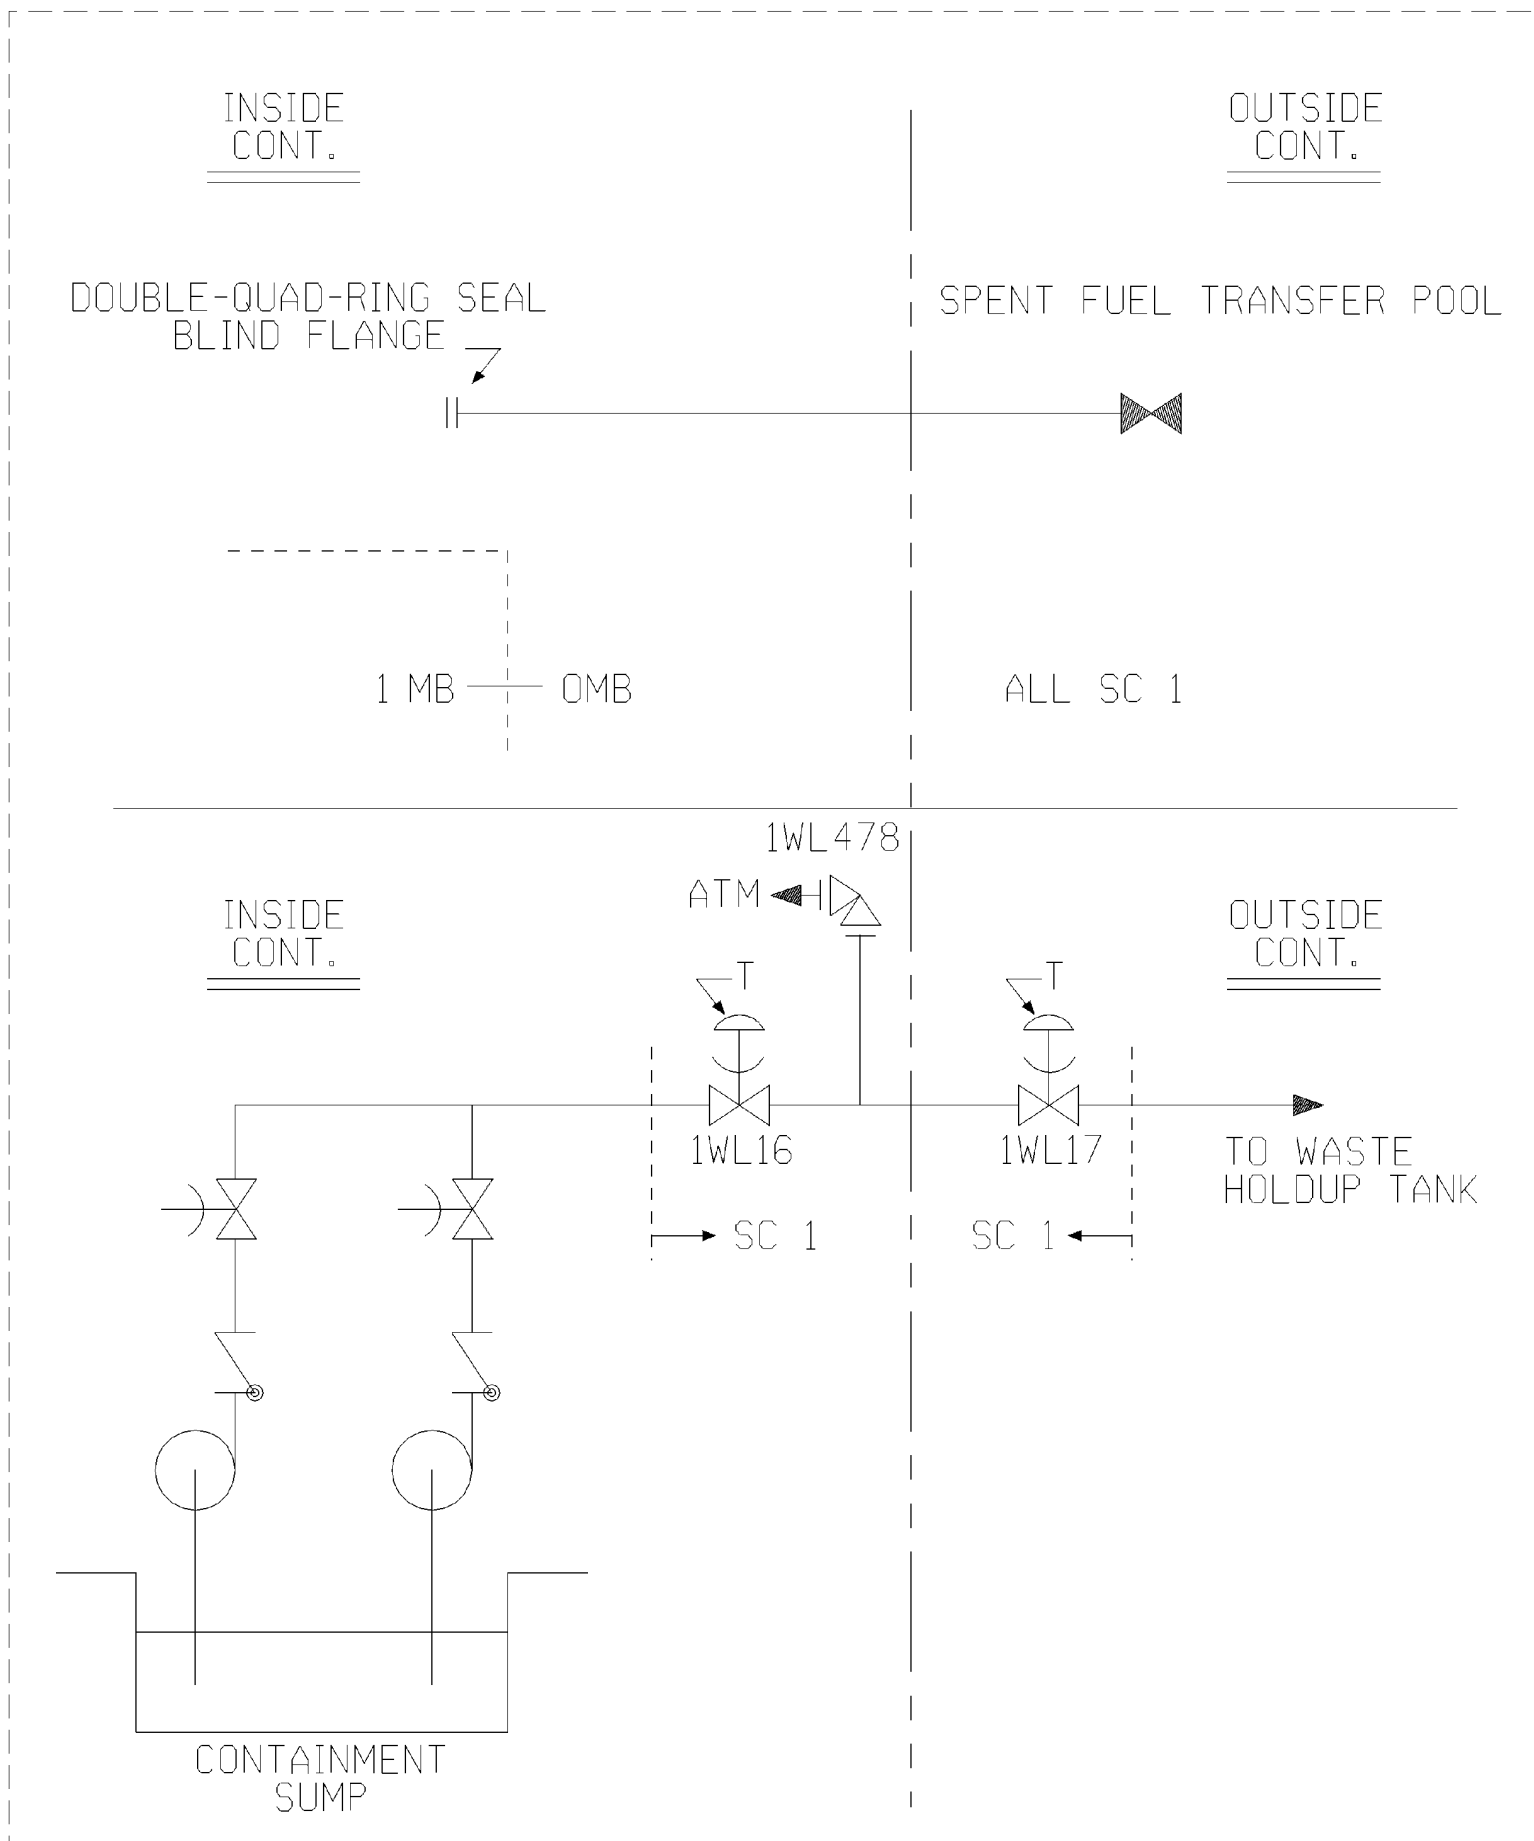 INSIDE
CONT.
OUTSIDE
CONT.
DOUBLE-QUAD-RING SEAL
BLIND FLANGE
SPENT FUEL TRANSFER POOL
1 MB
OMB
ALL SC 1
1WL478
ATM
INSIDE
CONT.
OUTSIDE
CONT.
T
T
1WL16
1WL17
TO WASTE
HOLDUP TANK
SC 1
SC 1
CONTAINMENT
SUMP